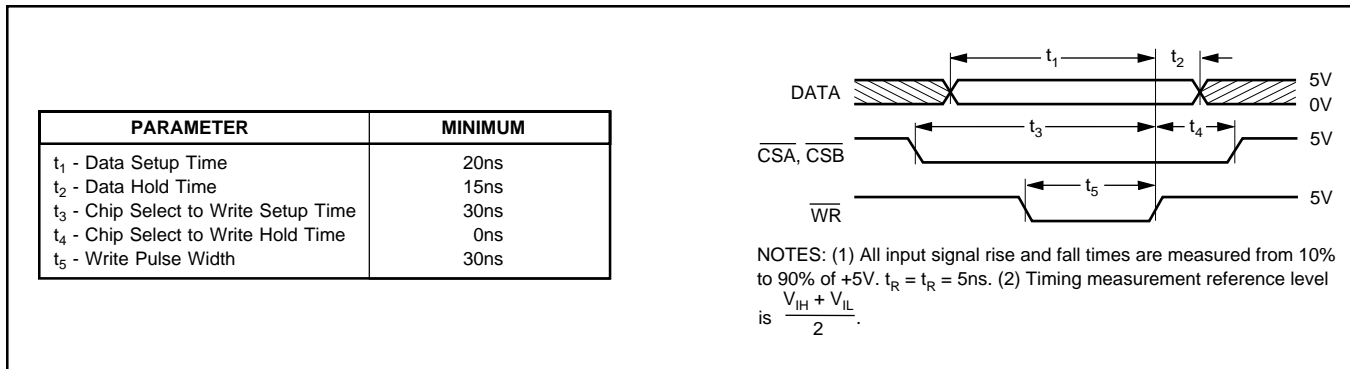 PARAMETER MINIMUM
t1 - Data Setup Time 20ns
t2 - Data Hold Time 15ns
t3 - Chip Select to Write Setup Time 30ns
t4 - Chip Select to Write Hold Time 0ns
t5 - Write Pulse Width 30ns
t1 t2
DATA 5V
0V
t3 t4
C̅S̅A̅, C̅S̅B̅ 5V
t5
W̅R̅ 5V
NOTES: (1) All input signal rise and fall times are measured from 10%
to 90% of +5V. tR = tR = 5ns. (2) Timing measurement reference level
is VIH + VIL
2 .